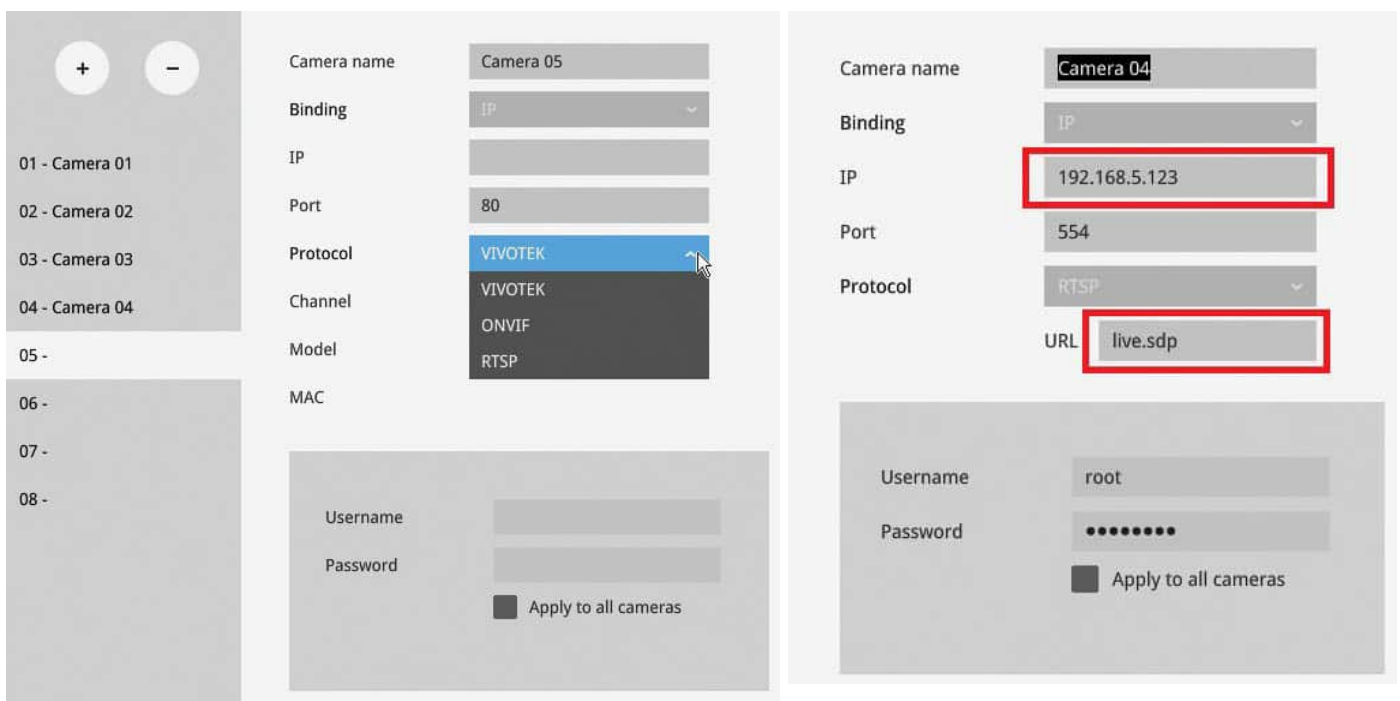 + −
01 - Camera 01
02 - Camera 02
03 - Camera 03
04 - Camera 04
05 -
06 -
07 -
08 -
Camera name Camera 05
Binding IP
IP
Port 80
Protocol VIVOTEK
VIVOTEK
ONVIF
RTSP
Channel
Model
MAC
Username
Password
Apply to all cameras
Camera name Camera 04
Binding IP
IP 192.168.5.123
Port 554
Protocol RTSP
URL live.sdp
Username root
Password ••••••••
Apply to all cameras